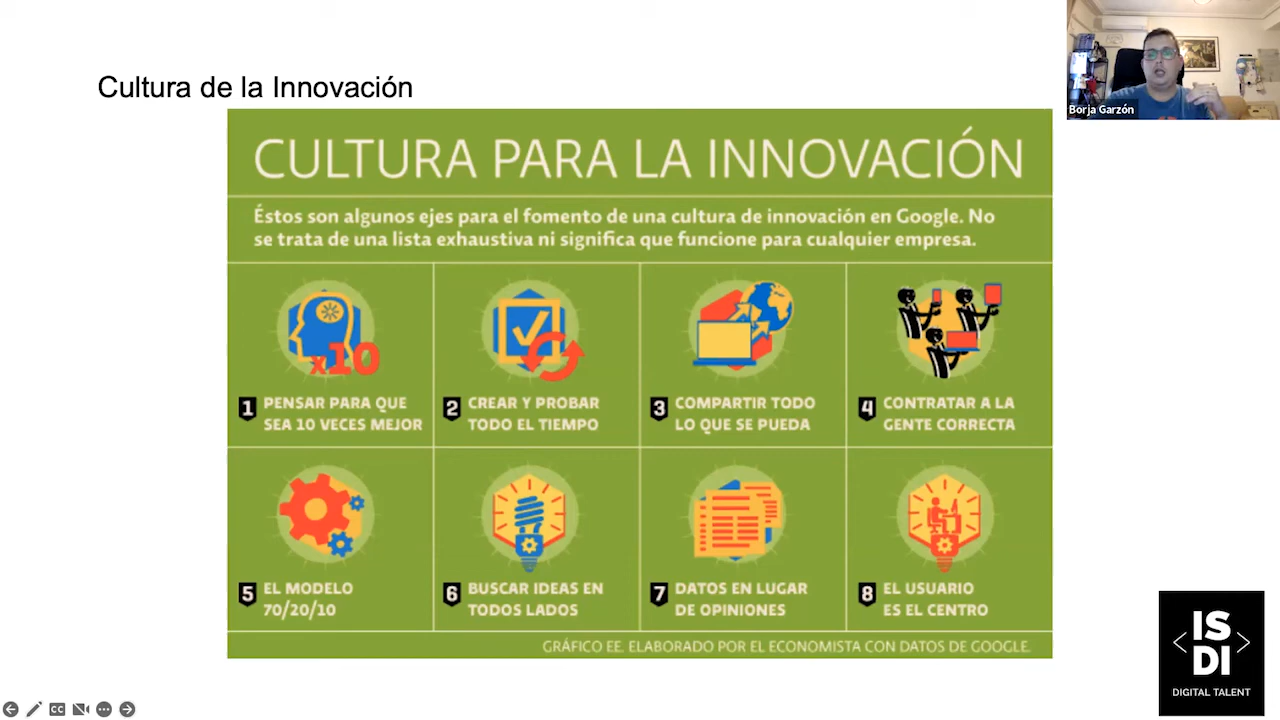 Cultura de la Innovación
Borja Garzón
CULTURA PARA LA INNOVACIÓN
Éstos son algunos ejes para el fomento de una cultura de innovación en Google. No
se trata de una lista exhaustiva ni significa que funcione para cualquier empresa.
x10
1 PENSAR PARA QUE
SEA 10 VECES MEJOR
2 CREAR Y PROBAR
TODO EL TIEMPO
3 COMPARTIR TODO
LO QUE SE PUEDA
4 CONTRATAR A LA
GENTE CORRECTA
5 EL MODELO
70/20/10
6 BUSCAR IDEAS EN
TODOS LADOS
7 DATOS EN LUGAR
DE OPINIONES
8 EL USUARIO
ES EL CENTRO
GRÁFICO EE. ELABORADO POR EL ECONOMISTA CON DATOS DE GOOGLE.
IS
DI
DIGITAL TALENT
CC